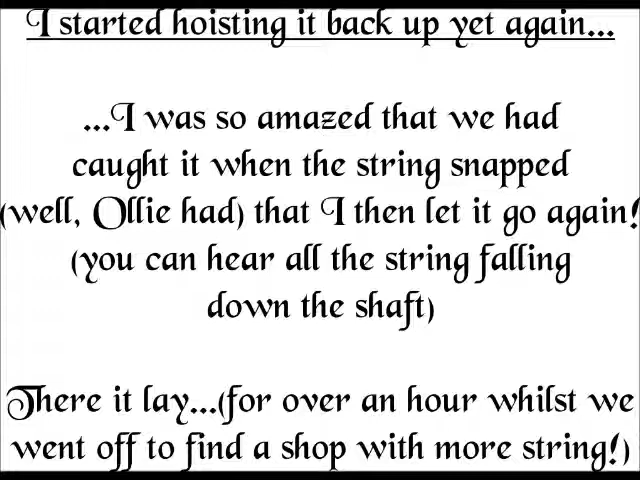 I started hoisting it back up yet again...
...I was so amazed that we had
caught it when the string snapped
(well, Ollie had) that I then let it go again!
(you can hear all the string falling
down the shaft)
There it lay...(for over an hour whilst we
went off to find a shop with more string!)